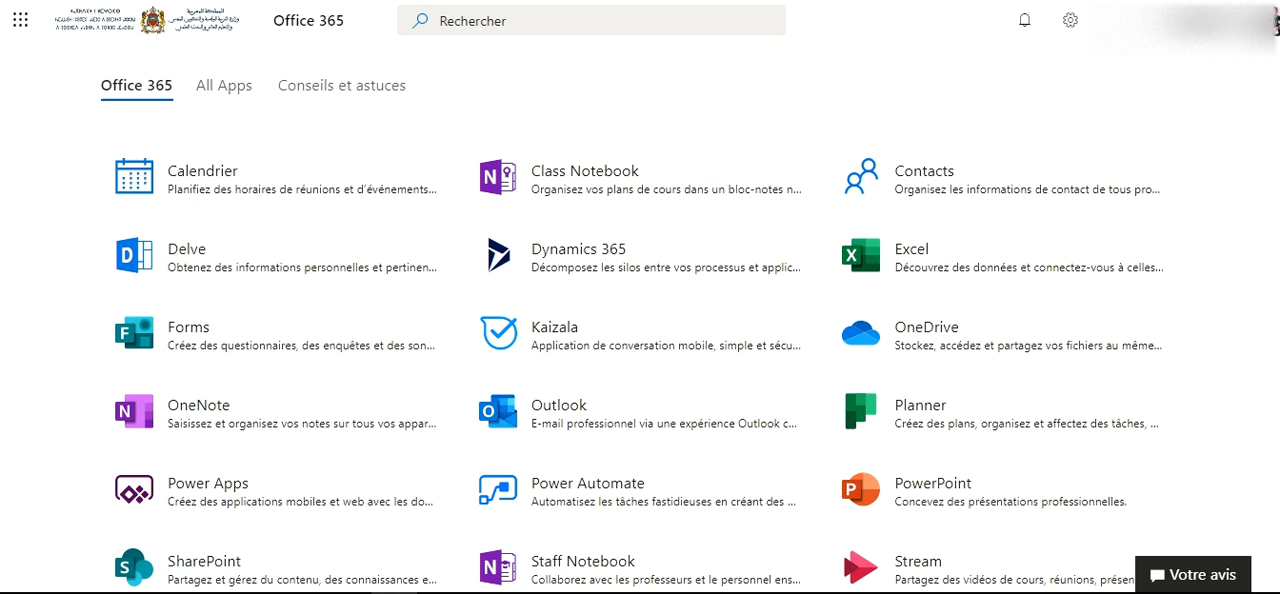 المملكة المغربية
Office 365
Rechercher
Office 365
All Apps
Conseils et astuces
Calendrier
Planifiez des horaires de réunions et d'événements...
Class Notebook
Organisez vos plans de cours dans un bloc-notes n...
Contacts
Organisez les informations de contact de tous pro...
Delve
Obtenez des informations personnelles et pertinen...
Dynamics 365
Décomposez les silos entre vos processus et applic...
Excel
Découvrez des données et connectez-vous à celles...
Forms
Créez des questionnaires, des enquêtes et des son...
Kaizala
Application de conversation mobile, simple et sécu...
OneDrive
Stockez, accédez et partagez vos fichiers au même...
OneNote
Saisissez et organisez vos notes sur tous vos appar...
Outlook
E-mail professionnel via une expérience Outlook c...
Planner
Créez des plans, organisez et affectez des tâches, ...
Power Apps
Créez des applications mobiles et web avec les do...
Power Automate
Automatisez les tâches fastidieuses en créant des ...
PowerPoint
Concevez des présentations professionnelles.
SharePoint
Partagez et gérez du contenu, des connaissances e...
Staff Notebook
Collaborez avec les professeurs et le personnel ens...
Stream
Partagez des vidéos de cours, réunions, présen
Votre avis